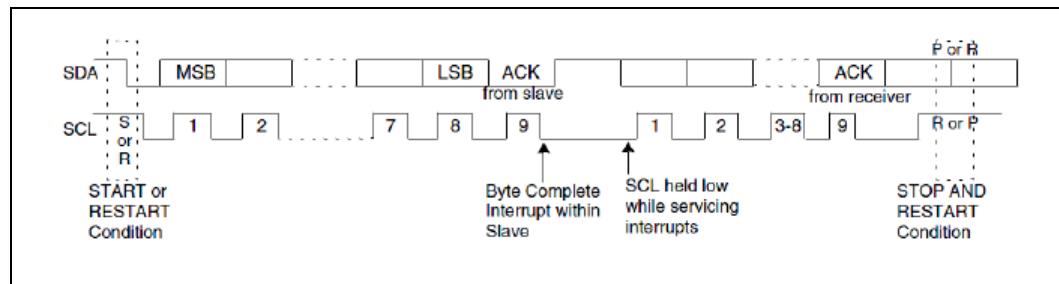 P or R
SDA MSB LSB ACK ACK
from slave from receiver
SCL S or R 1 2 7 8 9 1 2 3-8 9 R or P
START or
RESTART
Condition
Byte Complete
Interrupt within
Slave
SCL held low
while servicing
interrupts
STOP AND
RESTART
Condition